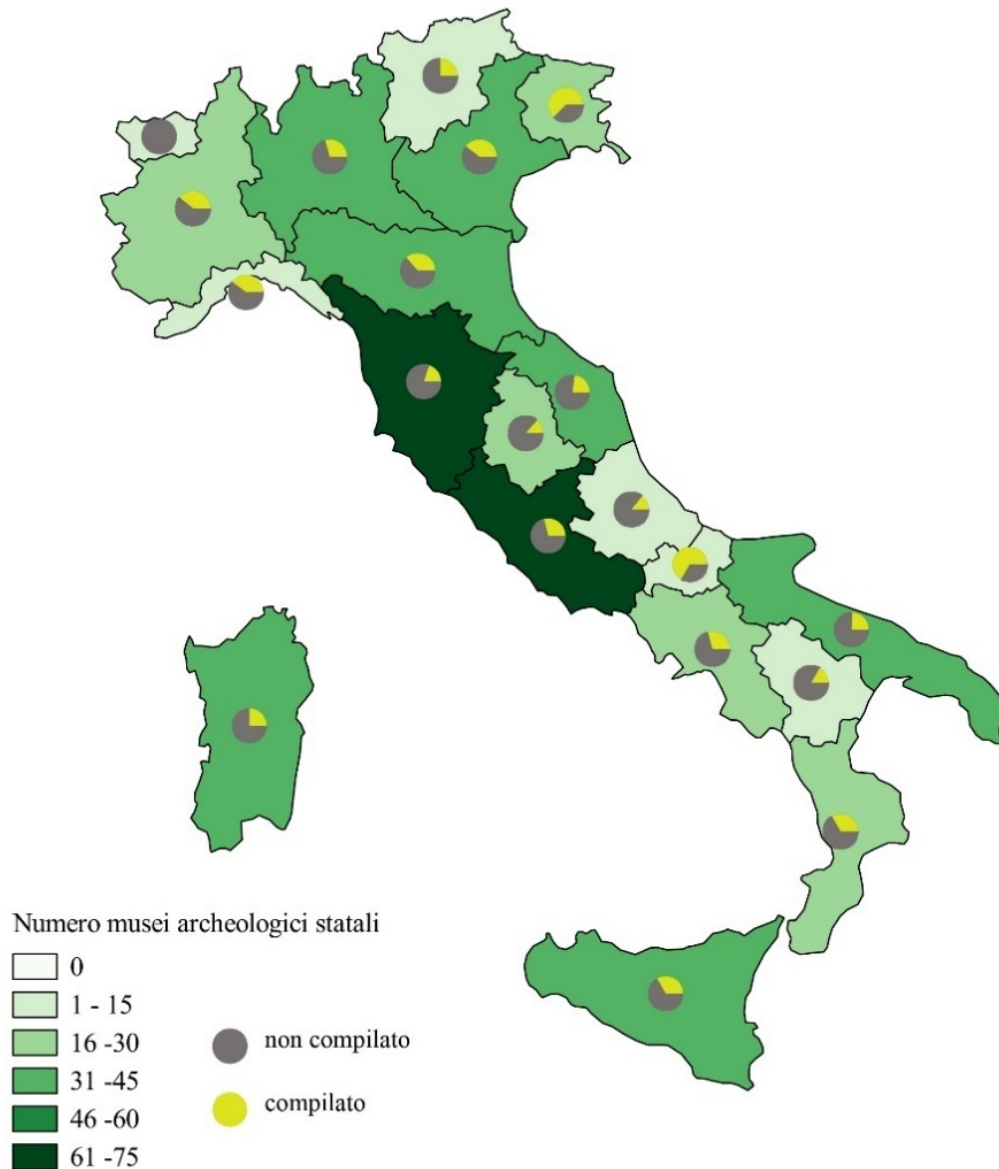 Numero musei archeologici statali
0
1 - 15
16 -30
31 -45
46 -60
61 -75
non compilato
compilato